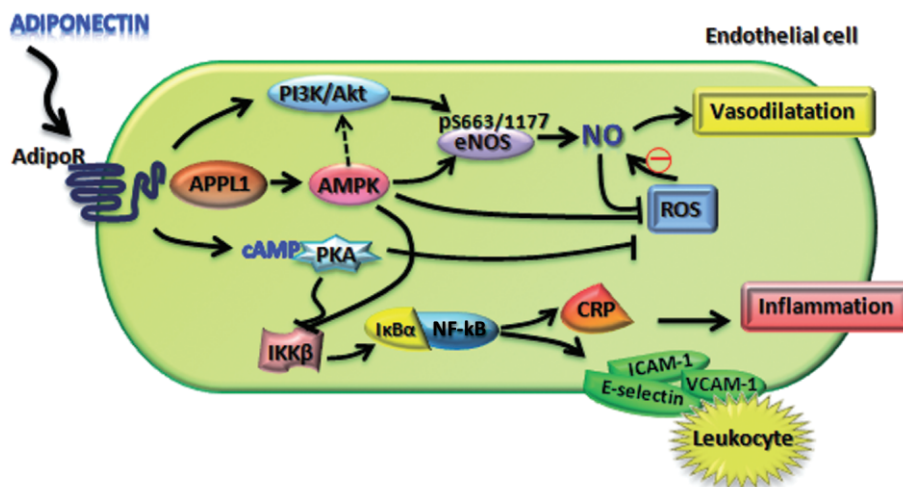 ADIPONECTIN
Endothelial cell
PI3K/Akt
pS663/1177
eNOS
NO
Vasodilatation
AdipoR
APPL1
AMPK
ROS
cAMP
PKA
IKKβ
IκBα
NF-kB
CRP
Inflammation
ICAM-1
E-selectin
VCAM-1
Leukocyte